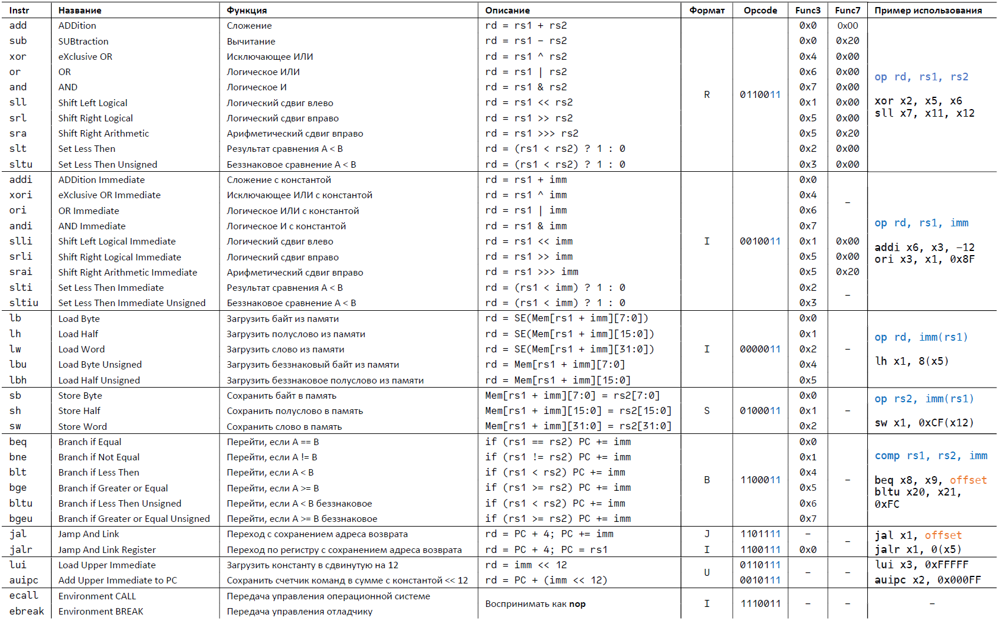 Instr Название Функция Описание Формат Opcode Func3 Func7 Пример использования
add ADDition Сложение rd = rs1 + rs2 0x0 0x00
sub SUBtraction Вычитание rd = rs1 − rs2 0x0 0x20
xor eXclusive OR Исключающее ИЛИ rd = rs1 ^ rs2 0x4 0x00
or OR Логическое ИЛИ rd = rs1 | rs2 0x6 0x00
op rd, rs1, rs2
and AND Логическое И rd = rs1 & rs2 0x7 0x00
R 0110011
sll Shift Left Logical Логический сдвиг влево rd = rs1 << rs2 0x1 0x00
xor x2, x5, x6
srl Shift Right Logical Логический сдвиг вправо rd = rs1 >> rs2 0x5 0x00
sll x7, x11, x12
sra Shift Right Arithmetic Арифметический сдвиг вправо rd = rs1 >>> rs2 0x5 0x20
slt Set Less Then Результат сравнения A < B rd = (rs1 < rs2) ? 1 : 0 0x2 0x00
sltu Set Less Then Unsigned Беззнаковое сравнение A < B rd = (rs1 < rs2) ? 1 : 0 0x3 0x00
addi ADDition Immediate Сложение с константой rd = rs1 + imm 0x0
xori eXclusive OR Immediate Исключающее ИЛИ с константой rd = rs1 ^ imm 0x4
–
ori OR Immediate Логическое ИЛИ с константой rd = rs1 | imm 0x6
andi AND Immediate Логическое И с константой rd = rs1 & imm 0x7
op rd, rs1, imm
slli Shift Left Logical Immediate Логический сдвиг влево rd = rs1 << imm I 0010011 0x1 0x00
addi x6, x3, −12
srli Shift Right Logical Immediate Логический сдвиг вправо rd = rs1 >> imm 0x5 0x00
ori x3, x1, 0x8F
srai Shift Right Arithmetic Immediate Арифметический сдвиг вправо rd = rs1 >>> imm 0x5 0x20
slti Set Less Then Immediate Результат сравнения A < B rd = (rs1 < imm) ? 1 : 0 0x2
–
sltiu Set Less Then Immediate Unsigned Беззнаковое сравнение A < B rd = (rs1 < imm) ? 1 : 0 0x3
lb Load Byte Загрузить байт из памяти rd = SE(Mem[rs1 + imm][7:0]) 0x0
lh Load Half Загрузить полуслово из памяти rd = SE(Mem[rs1 + imm][15:0]) 0x1
op rd, imm(rs1)
lw Load Word Загрузить слово из памяти rd = SE(Mem[rs1 + imm][31:0]) I 0000011 0x2 –
lbu Load Byte Unsigned Загрузить беззнаковый байт из памяти rd = Mem[rs1 + imm][7:0] 0x4
lh x1, 8(x5)
lbh Load Half Unsigned Загрузить беззнаковое полуслово из памяти rd = Mem[rs1 + imm][15:0] 0x5
sb Store Byte Сохранить байт в память Mem[rs1 + imm][7:0] = rs2[7:0] 0x0
op rs2, imm(rs1)
sh Store Half Сохранить полуслово в память Mem[rs1 + imm][15:0] = rs2[15:0] S 0100011 0x1 –
sw Store Word Сохранить слово в память Mem[rs1 + imm][31:0] = rs2[31:0] 0x2
sw x1, 0xCF(x12)
beq Branch if Equal Перейти, если A == B if (rs1 == rs2) PC += imm 0x0
bne Branch if Not Equal Перейти, если A != B if (rs1 != rs2) PC += imm 0x1
comp rs1, rs2, imm
blt Branch if Less Then Перейти, если A < B if (rs1 < rs2) PC += imm 0x4
B 1100011 –
beq x8, x9, offset
bge Branch if Greater or Equal Перейти, если A >= B if (rs1 >= rs2) PC += imm 0x5
bltu x20, x21,
0xFC
bltu Branch if Less Then Unsigned Перейти, если A < B беззнаковое if (rs1 < rs2) PC += imm 0x6
bgeu Branch if Greater or Equal Unsigned Перейти, если A >= B беззнаковое if (rs1 >= rs2) PC += imm 0x7
jal Jamp And Link Переход с сохранением адреса возврата rd = PC + 4; PC += imm J 1101111 – jal x1, offset
–
jalr Jamp And Link Register Переход по регистру с сохранением адреса возврата rd = PC + 4; PC = rs1 I 1100111 0x0 jalr x1, 0(x5)
lui Load Upper Immediate Загрузить константу в сдвинутую на 12 rd = imm << 12 0110111 lui x3, 0xFFFFF
U – –
auipc Add Upper Immediate to PC Сохранить счетчик команд в сумме с константой << 12 rd = PC + (imm << 12) 0010111 auipc x2, 0x000FF
ecall Environment CALL Передача управления операционной системе
Воспринимать как nop I 1110011 – – –
ebreak Environment BREAK Передача управления отладчику